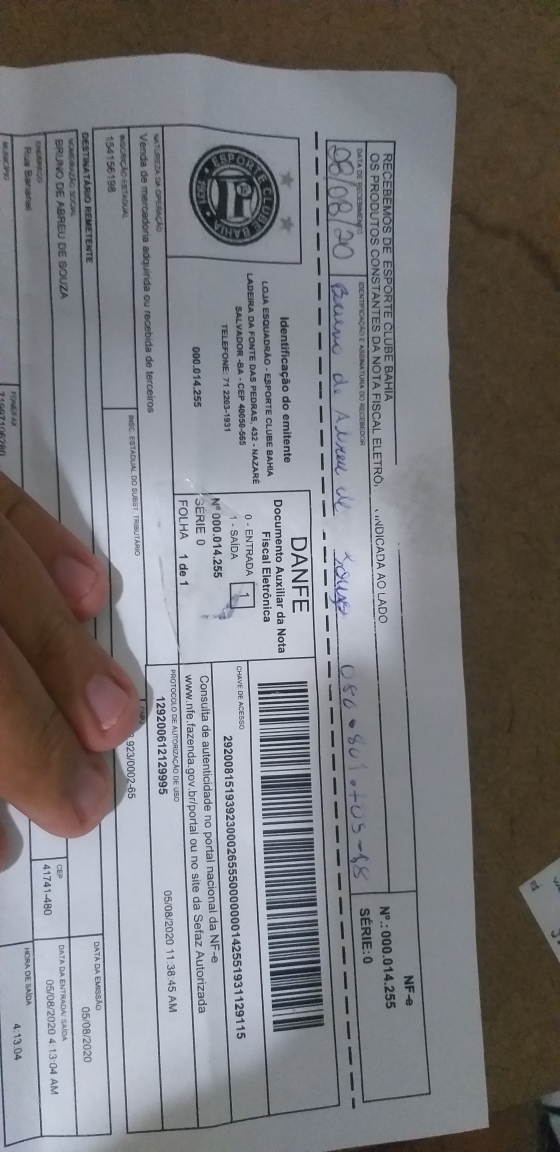 RECEBEMOS DE ESPORTE CLUBE BAHIA
OS PRODUTOS CONSTANTES DA NOTA FISCAL ELETRÔ INDICADA AO LADO
NF-e
Nº.: 000.014.255
SÉRIE:0
DATA DE RECEBIMENTO
08/08/20
IDENTIFICAÇÃO E ASSINATURA DO RECEBEDOR
Bruno de Abreu de Souza
ESPORTE CLUBE BAHIA
1931
Identificação do emitente
LOJA ESQUADRÃO - ESPORTE CLUBE BAHIA
LADEIRA DA FONTE DAS PEDRAS, 432 - NAZARÉ
SALVADOR -BA - CEP 40050-565
TELEFONE: 71 2203-1931
000.014.255
DANFE
Documento Auxiliar da Nota
Fiscal Eletrônica
0 - ENTRADA
1 - SAÍDA
1
Nº 000.014.255
SÉRIE 0
FOLHA 1 de 1
CHAVE DE ACESSO
Consulta de autenticidade no portal nacional da NF-e
www.nfe.fazenda.gov.br/portal ou no site da Sefaz Autorizada
NATUREZA DA OPERAÇÃO
Venda de mercadoria adquirida ou recebida de terceiros
PROTOCOLO DE AUTORIZAÇÃO DE USO
129200612129995
05/08/2020 11:38:45 AM
INSCRIÇÃO ESTADUAL
154156198
INSC. ESTADUAL DO SUBST. TRIBUTÁRIO
923/0002-65
DESTINATÁRIO REMETENTE
NOME/RAZÃO SOCIAL
BRUNO DE ABREU DE SOUZA
DATA DA EMISSÃO
05/08/2020
ENDEREÇO
Rua Bananal
CEP
41741-480
DATA DA ENTRADA/ SAÍDA
05/08/2020 4:13:04 AM
MUNICÍPIO
FONE/FAX
HORA DE SAÍDA
4:13:04